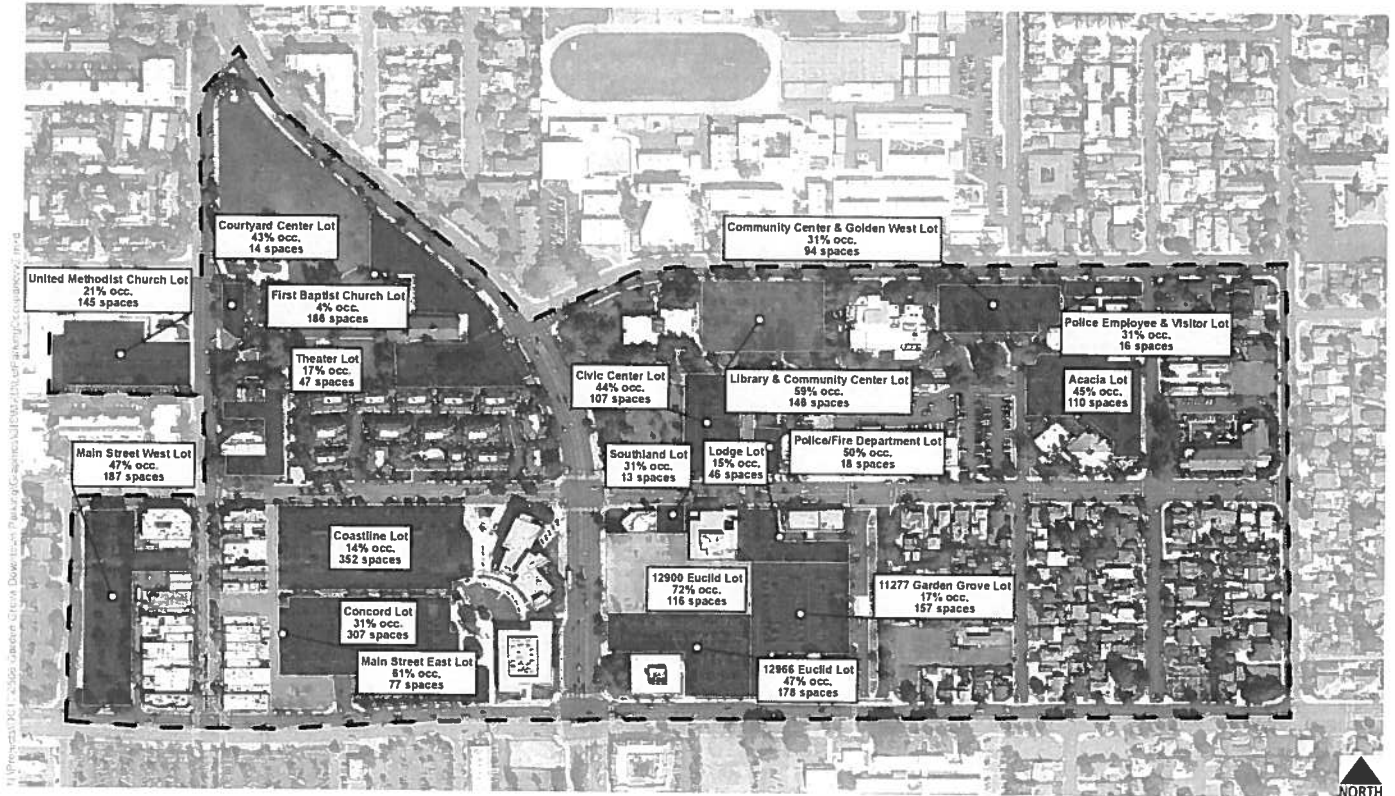 Courtyard Center Lot
43% occ.
14 spaces
Community Center & Golden West Lot
31% occ.
94 spaces
United Methodist Church Lot
21% occ.
145 spaces
First Baptist Church Lot
4% occ.
186 spaces
Police Employee & Visitor Lot
31% occ.
16 spaces
Theater Lot
17% occ.
47 spaces
Civic Center Lot
44% occ.
107 spaces
Library & Community Center Lot
59% occ.
146 spaces
Acacia Lot
45% occ.
110 spaces
Main Street West Lot
47% occ.
187 spaces
Southland Lot
31% occ.
13 spaces
Lodge Lot
15% occ.
46 spaces
Police/Fire Department Lot
50% occ.
18 spaces
Coastline Lot
14% occ.
352 spaces
12900 Euclid Lot
72% occ.
116 spaces
11277 Garden Grove Lot
17% occ.
157 spaces
Concord Lot
31% occ.
307 spaces
Main Street East Lot
61% occ.
77 spaces
12966 Euclid Lot
47% occ.
178 spaces
NORTH